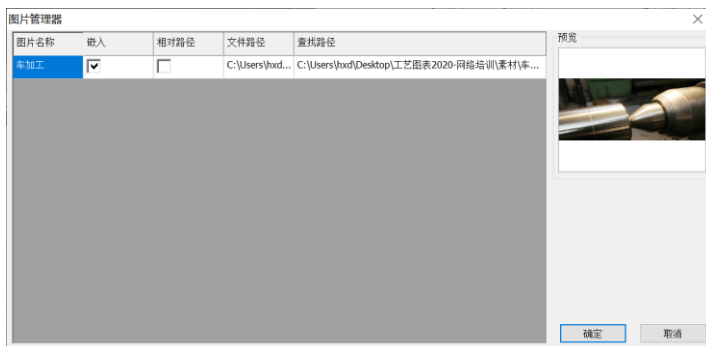 图片管理器
图片名称 嵌入 相对路径 文件路径 查找路径 预览
车加工 C:\Users\hxd... C:\Users\hxd\Desktop\工艺图表2020-网络培训\素材\车...
确定 取消